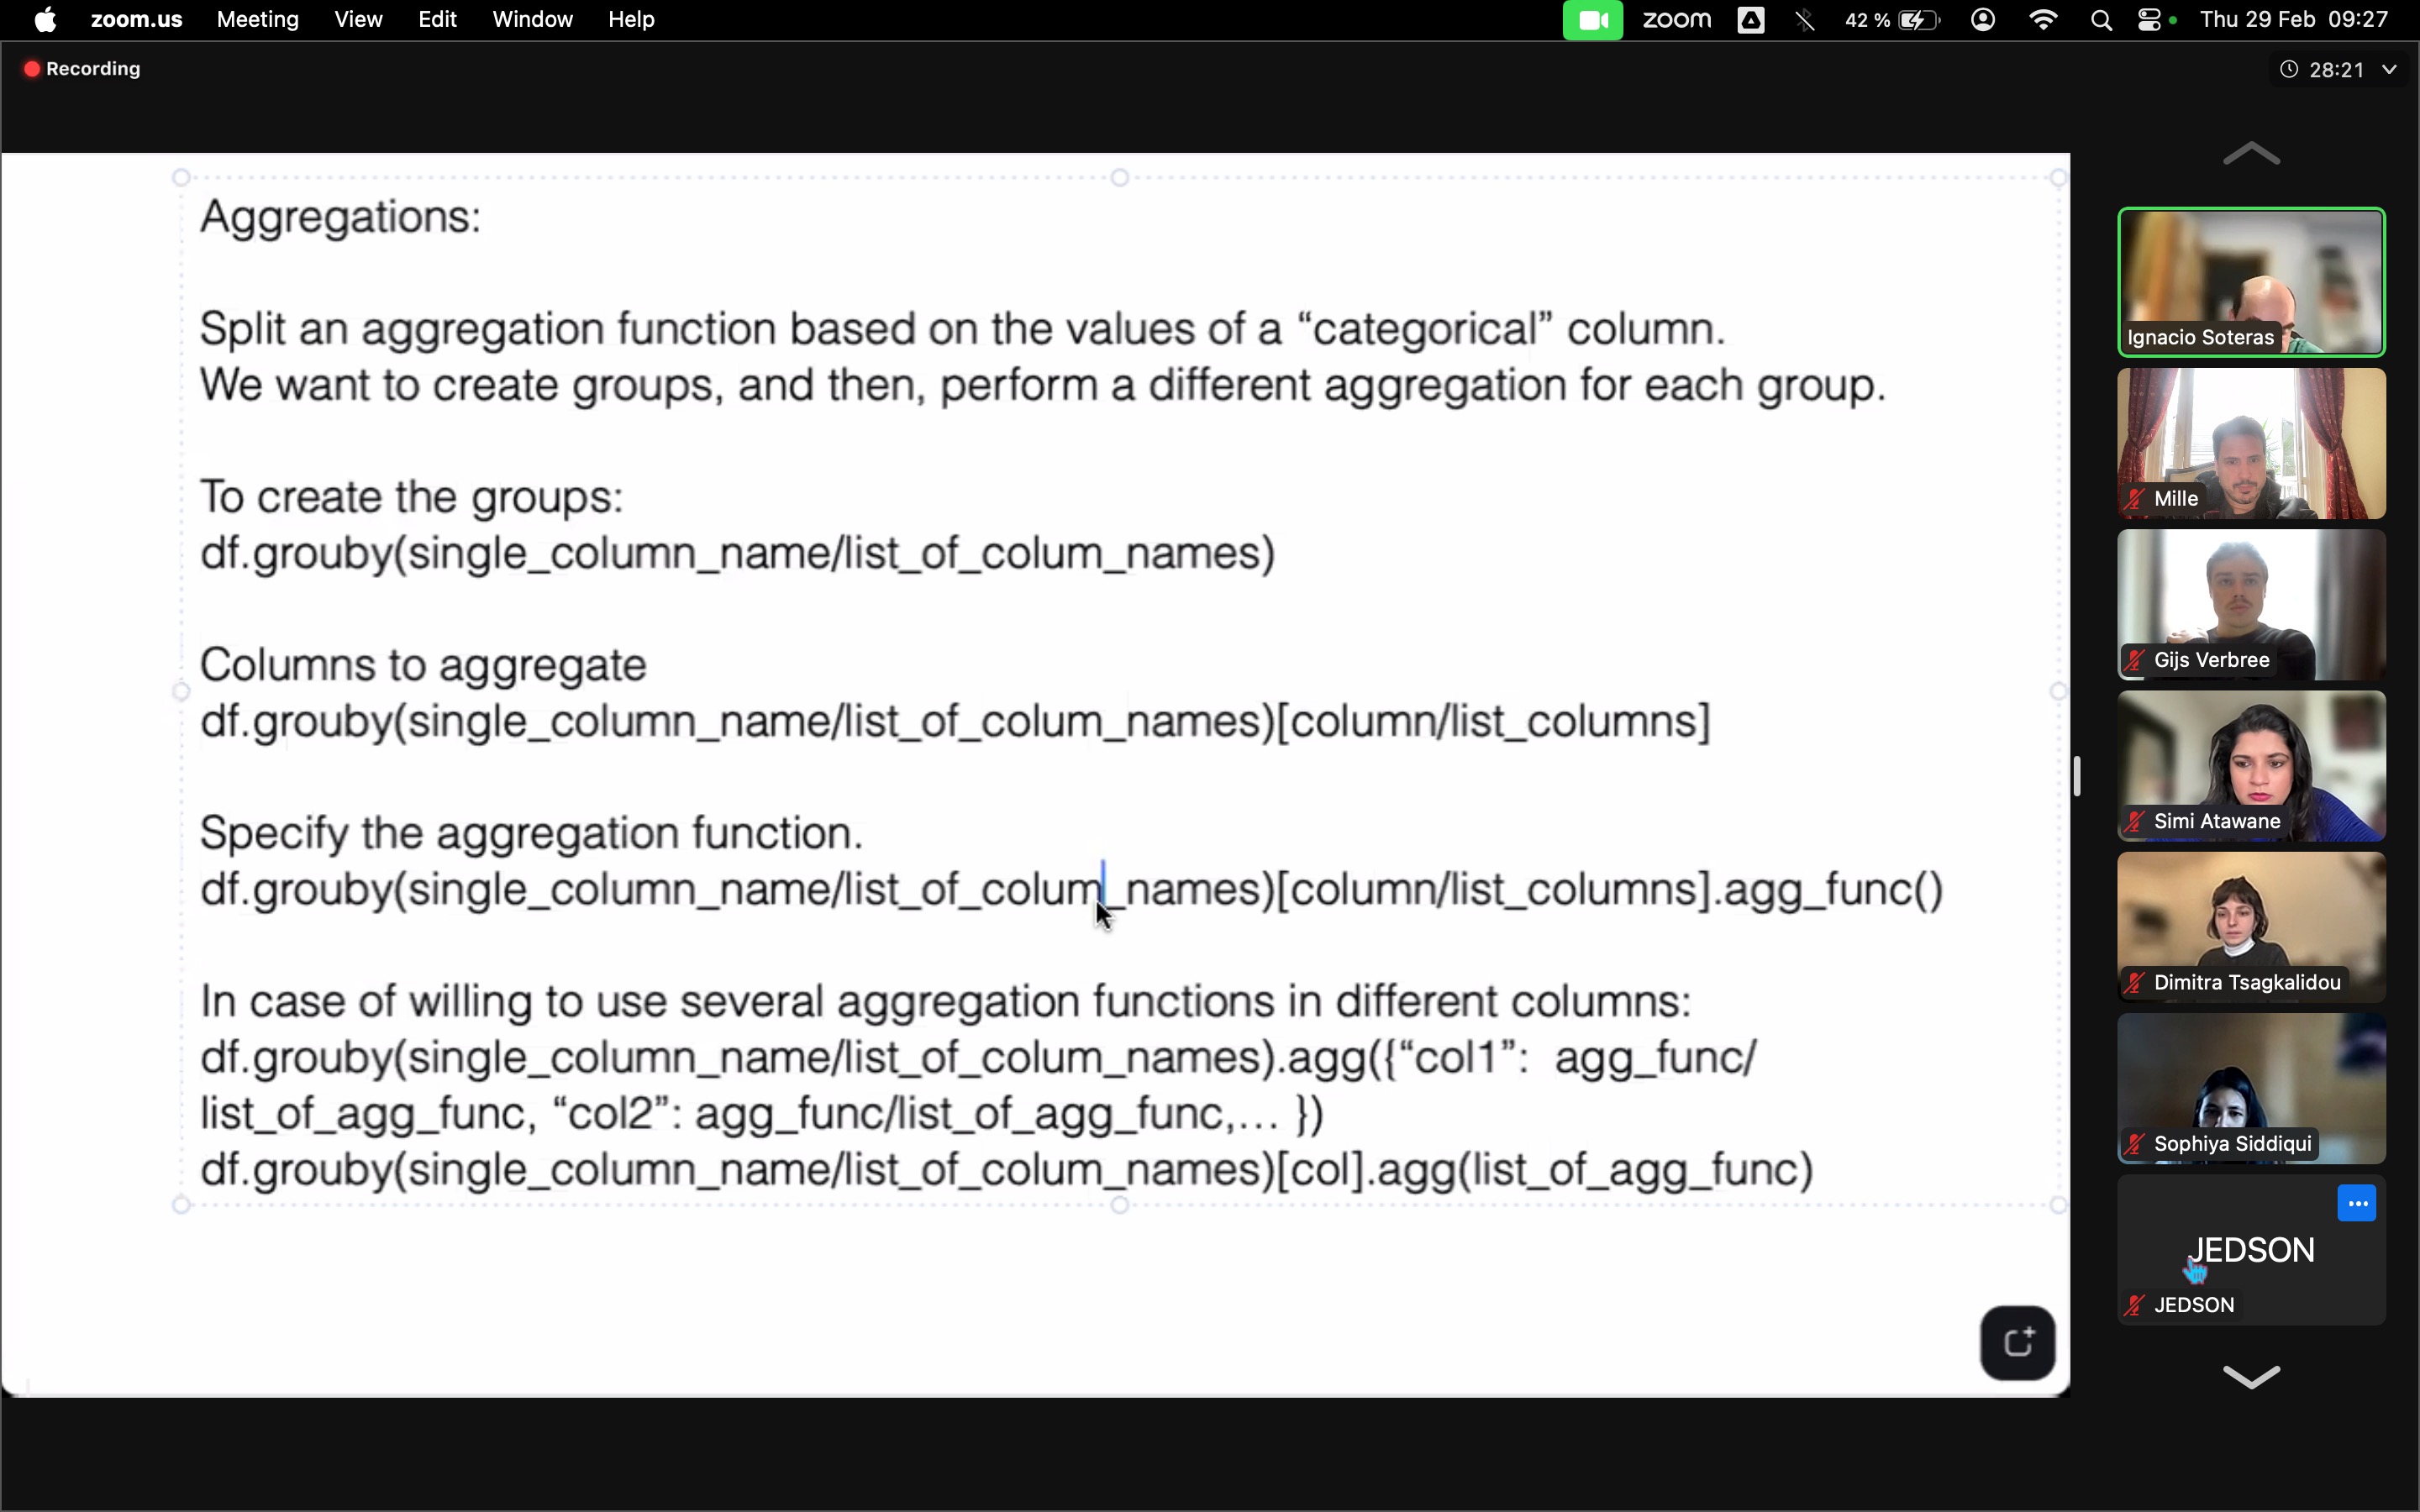 zoom.us Meeting View Edit Window Help zoom 42 % Thu 29 Feb 09:27
Recording
28:21
Aggregations:
Split an aggregation function based on the values of a “categorical” column.
We want to create groups, and then, perform a different aggregation for each group.
To create the groups:
df.grouby(single_column_name/list_of_colum_names)
Columns to aggregate
df.grouby(single_column_name/list_of_colum_names)[column/list_columns]
Specify the aggregation function.
df.grouby(single_column_name/list_of_colum_names)[column/list_columns].agg_func()
In case of willing to use several aggregation functions in different columns:
df.grouby(single_column_name/list_of_colum_names).agg({“col1”: agg_func/
list_of_agg_func, “col2”: agg_func/list_of_agg_func,... })
df.grouby(single_column_name/list_of_colum_names)[col].agg(list_of_agg_func)
Ignacio Soteras
Mille
Gijs Verbree
Simi Atawane
Dimitra Tsagkalidou
Sophiya Siddiqui
JEDSON
JEDSON